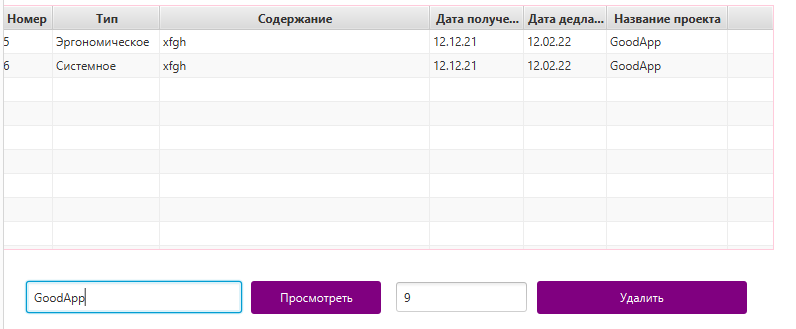 Номер Тип Содержание Дата получе... Дата дедла... Название проекта
5 Эргономическое xfgh 12.12.21 12.02.22 GoodApp
6 Системное xfgh 12.12.21 12.02.22 GoodApp
GoodApp Просмотреть 9 Удалить